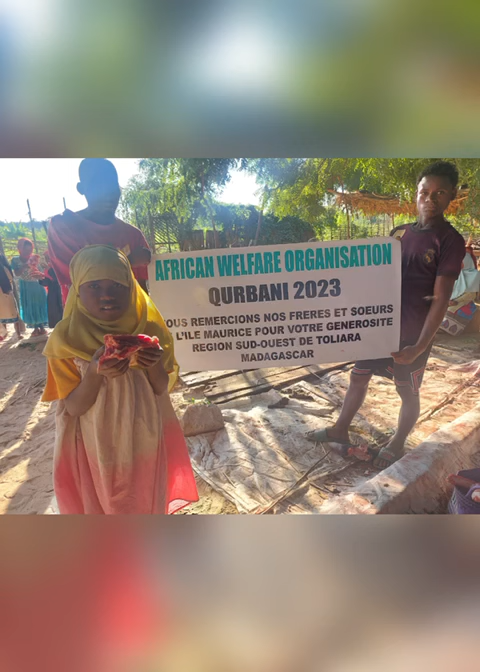 AFRICAN WELFARE ORGANISATION
QURBANI 2023
OUS REMERCIONS NOS FRERES ET SOEURS
L'ILE MAURICE POUR VOTRE GENEROSITE
REGION SUD-OUEST DE TOLIARA
MADAGASCAR